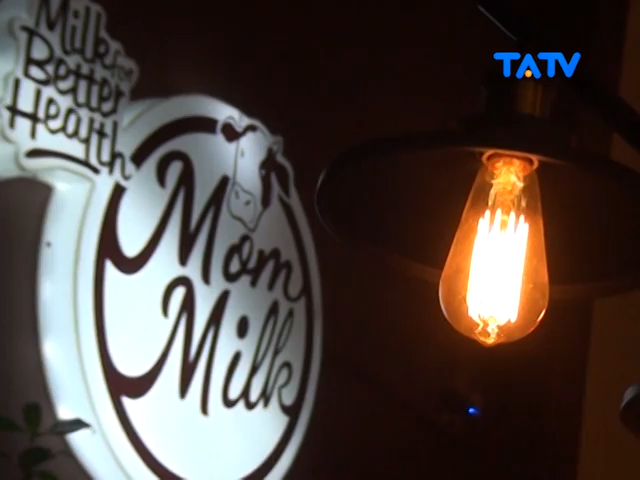 TATV
Milk for
Better
Health
Mom
Milk